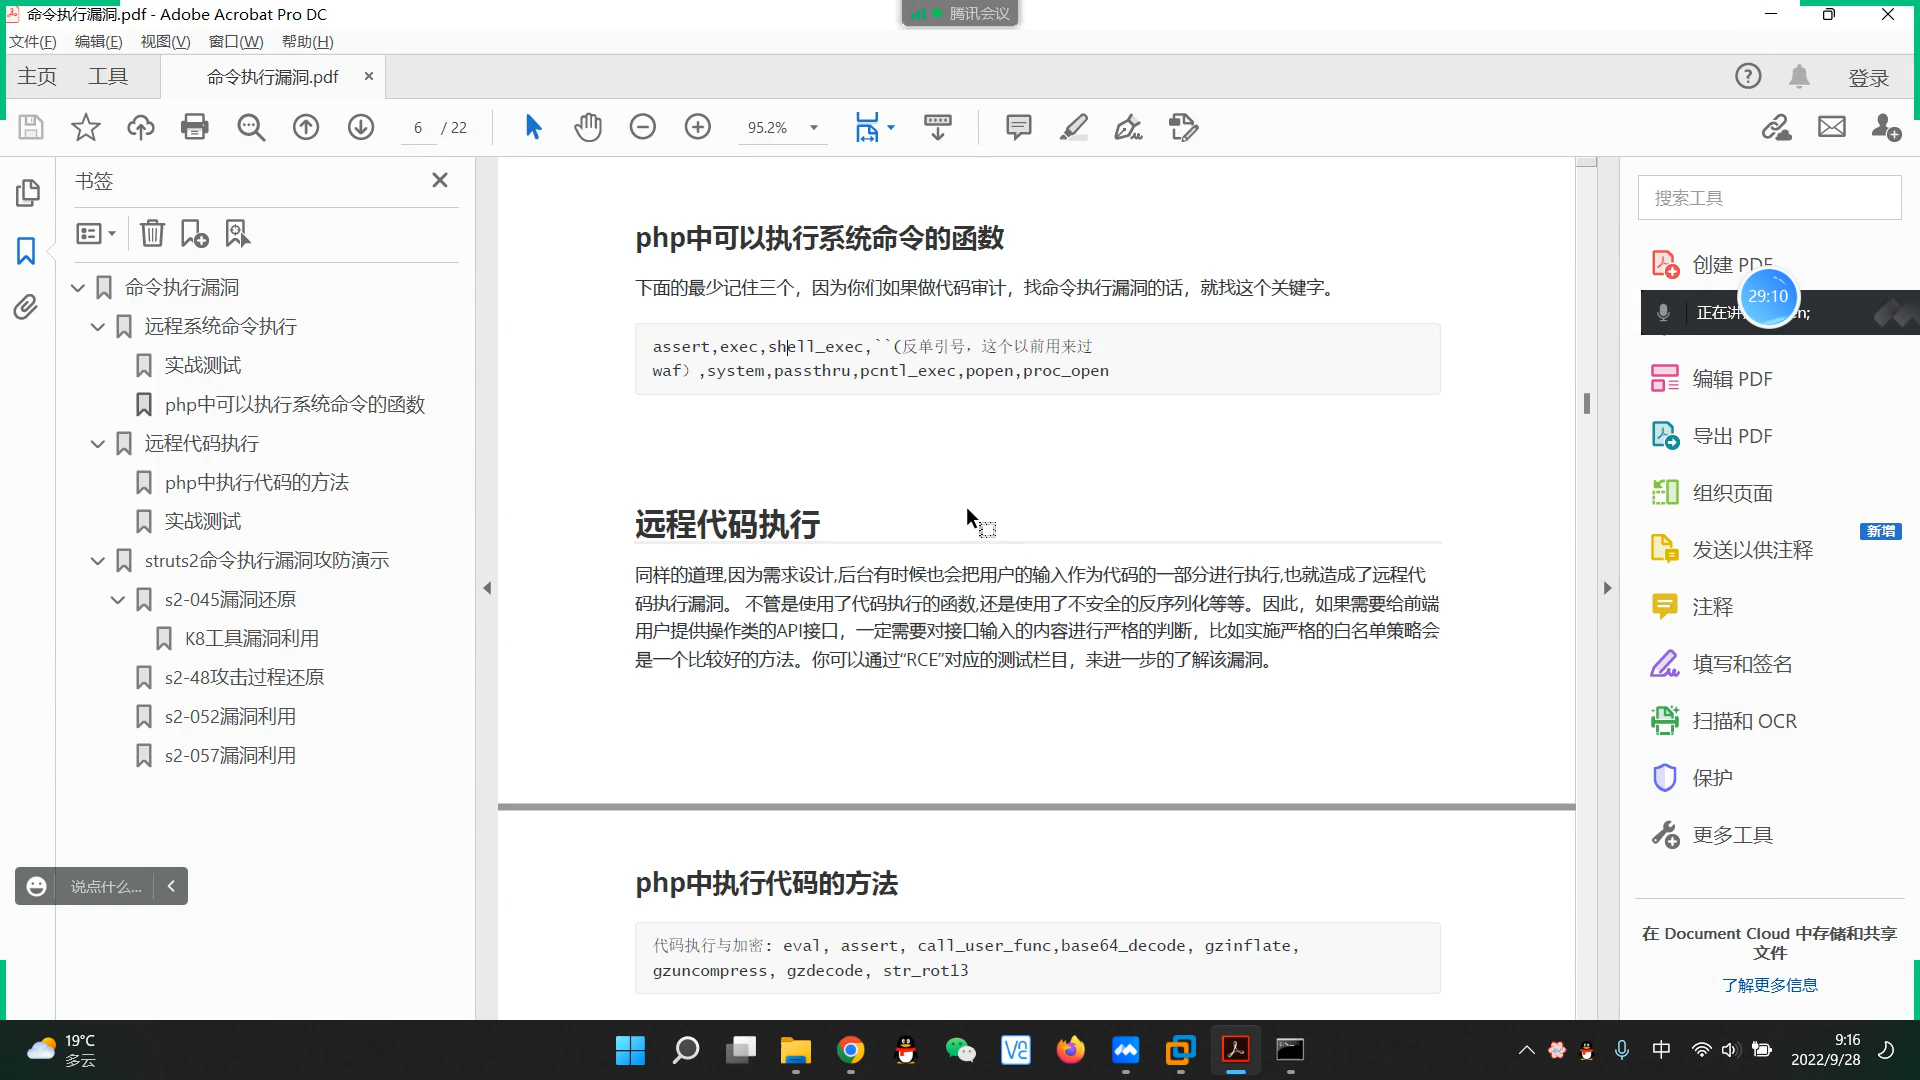 命令执行漏洞.pdf - Adobe Acrobat Pro DC
腾讯会议
文件(F) 编辑(E) 视图(V) 窗口(W) 帮助(H)
主页 工具 命令执行漏洞.pdf
登录
6 / 22
95.2%
书签
命令执行漏洞
远程系统命令执行
实战测试
php中可以执行系统命令的函数
远程代码执行
php中执行代码的方法
实战测试
struts2命令执行漏洞攻防演示
s2-045漏洞还原
K8工具漏洞利用
s2-48攻击过程还原
s2-052漏洞利用
s2-057漏洞利用
说点什么...
php中可以执行系统命令的函数
下面的最少记住三个，因为你们如果做代码审计，找命令执行漏洞的话，就找这个关键字。
assert,exec,shell_exec,``(反单引号，这个以前用来过
waf）,system,passthru,pcntl_exec,popen,proc_open
远程代码执行
同样的道理,因为需求设计,后台有时候也会把用户的输入作为代码的一部分进行执行,也就造成了远程代
码执行漏洞。 不管是使用了代码执行的函数,还是使用了不安全的反序列化等等。因此，如果需要给前端
用户提供操作类的API接口，一定需要对接口输入的内容进行严格的判断，比如实施严格的白名单策略会
是一个比较好的方法。你可以通过“RCE”对应的测试栏目，来进一步的了解该漏洞。
php中执行代码的方法
代码执行与加密: eval, assert, call_user_func,base64_decode, gzinflate,
gzuncompress, gzdecode, str_rot13
搜索工具
创建 PDF
29:10
正在讲
编辑 PDF
导出 PDF
组织页面
新增
发送以供注释
注释
填写和签名
扫描和 OCR
保护
更多工具
在 Document Cloud 中存储和共享
文件
了解更多信息
19°C
多云
中
9:16
2022/9/28